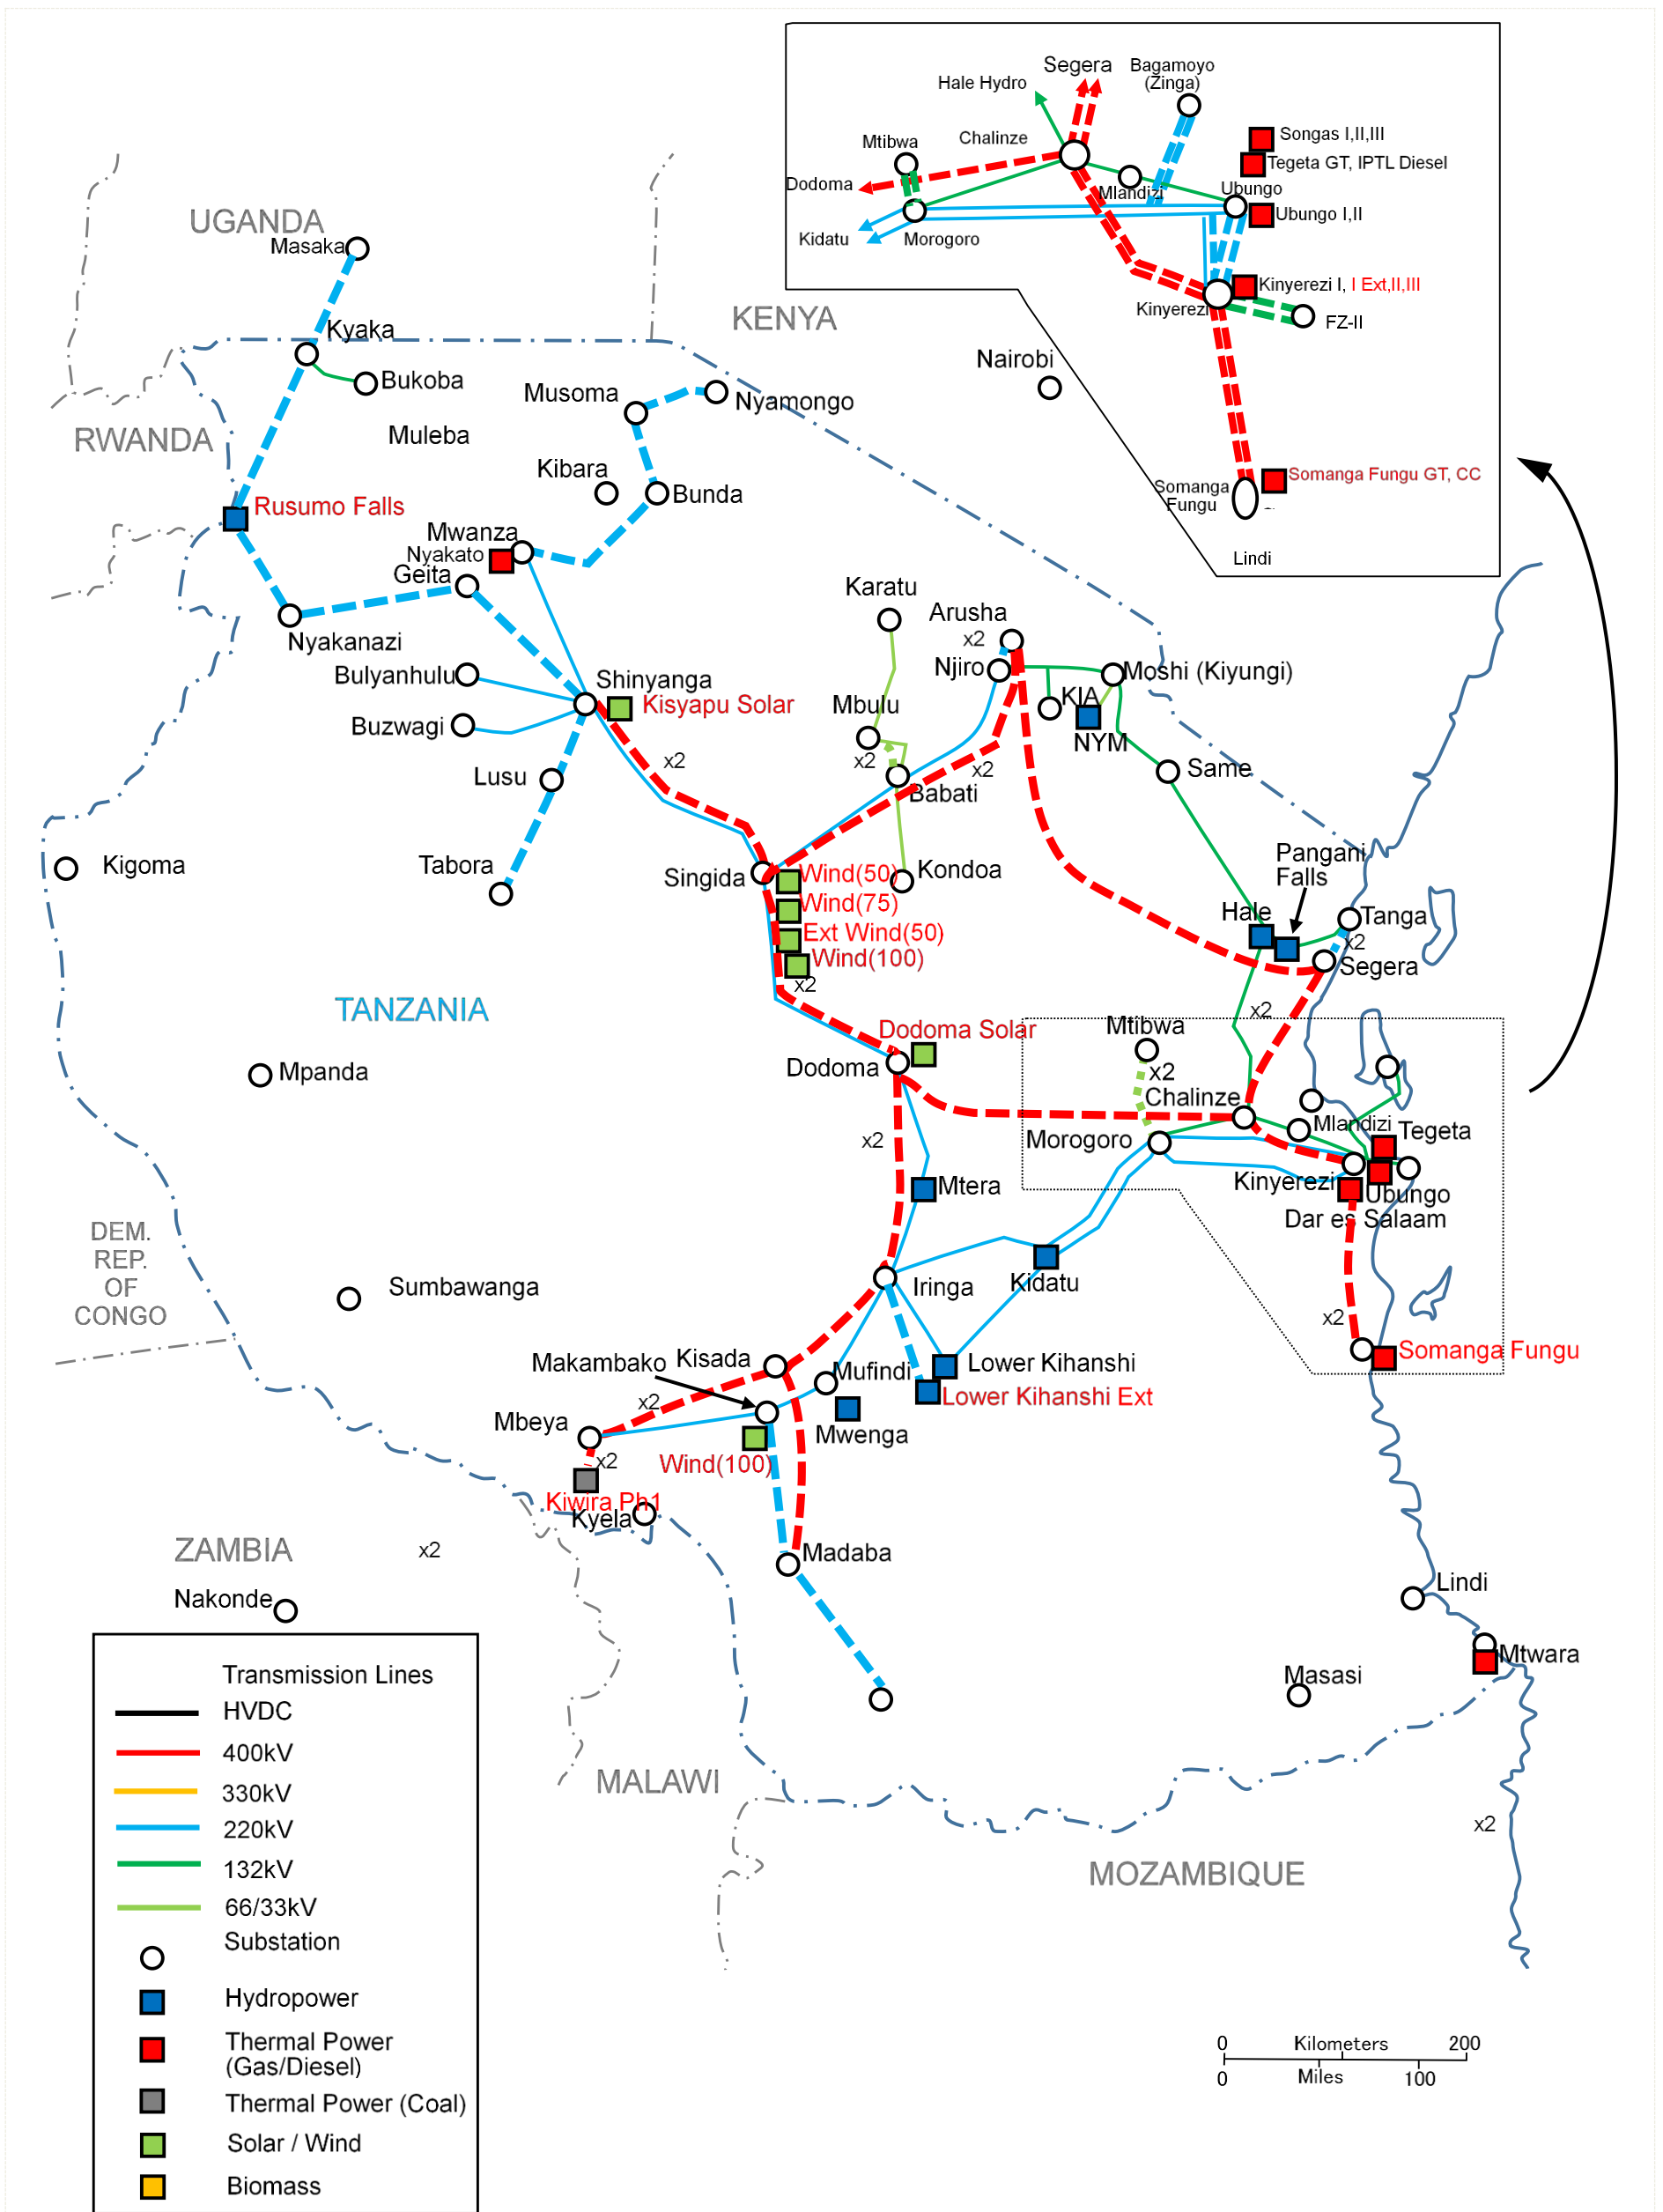 Segera
Bagamoyo
(Zinga)
Hale Hydro
Chalinze
Mtibwa
Songas I,II,III
Tegeta GT, IPTL Diesel
Dodoma
Mlandizi
Ubungo
Ubungo I,II
Kidatu
Morogoro
Kinyerezi I, I Ext,II,III
Kinyerezi
FZ-II
Somanga Fungu GT, CC
Somanga
Fungu
Lindi
UGANDA
Masaka
KENYA
Kyaka
Bukoba
Nairobi
Musoma
Nyamongo
RWANDA
Muleba
Kibara
Bunda
Rusumo Falls
Mwanza
Nyakato
Geita
Karatu
Arusha
x2
Nyakanazi
Njiro
Moshi (Kiyungi)
Bulyanhulu
Shinyanga
Kisyapu Solar
Mbulu
KIA
Buzwagi
NYM
x2
x2
x2
Lusu
Same
Babati
Kigoma
Tabora
Singida
Wind(50)
Kondoa
Pangani
Falls
Wind(75)
Hale
Tanga
Ext Wind(50)
x2
Wind(100)
Segera
x2
TANZANIA
x2
Dodoma Solar
Mtibwa
Dodoma
x2
Mpanda
Chalinze
Mlandizi
Tegeta
x2
Morogoro
Kinyerezi
Mtera
Ubungo
Dar es Salaam
DEM.
REP.
OF
CONGO
Sumbawanga
Iringa
Kidatu
x2
Makambako
Kisada
Mufindi
Lower Kihanshi
Somanga Fungu
Lower Kihanshi Ext
x2
Mbeya
Mwenga
x2
Wind(100)
Kiwira Ph1
Kyela
ZAMBIA
x2
Madaba
Nakonde
Lindi
Mtwara
Masasi
MALAWI
x2
MOZAMBIQUE
Transmission Lines
HVDC
400kV
330kV
220kV
132kV
66/33kV
Substation
Hydropower
Thermal Power
(Gas/Diesel)
Thermal Power (Coal)
Solar / Wind
Biomass
0 Kilometers 200
0 Miles 100